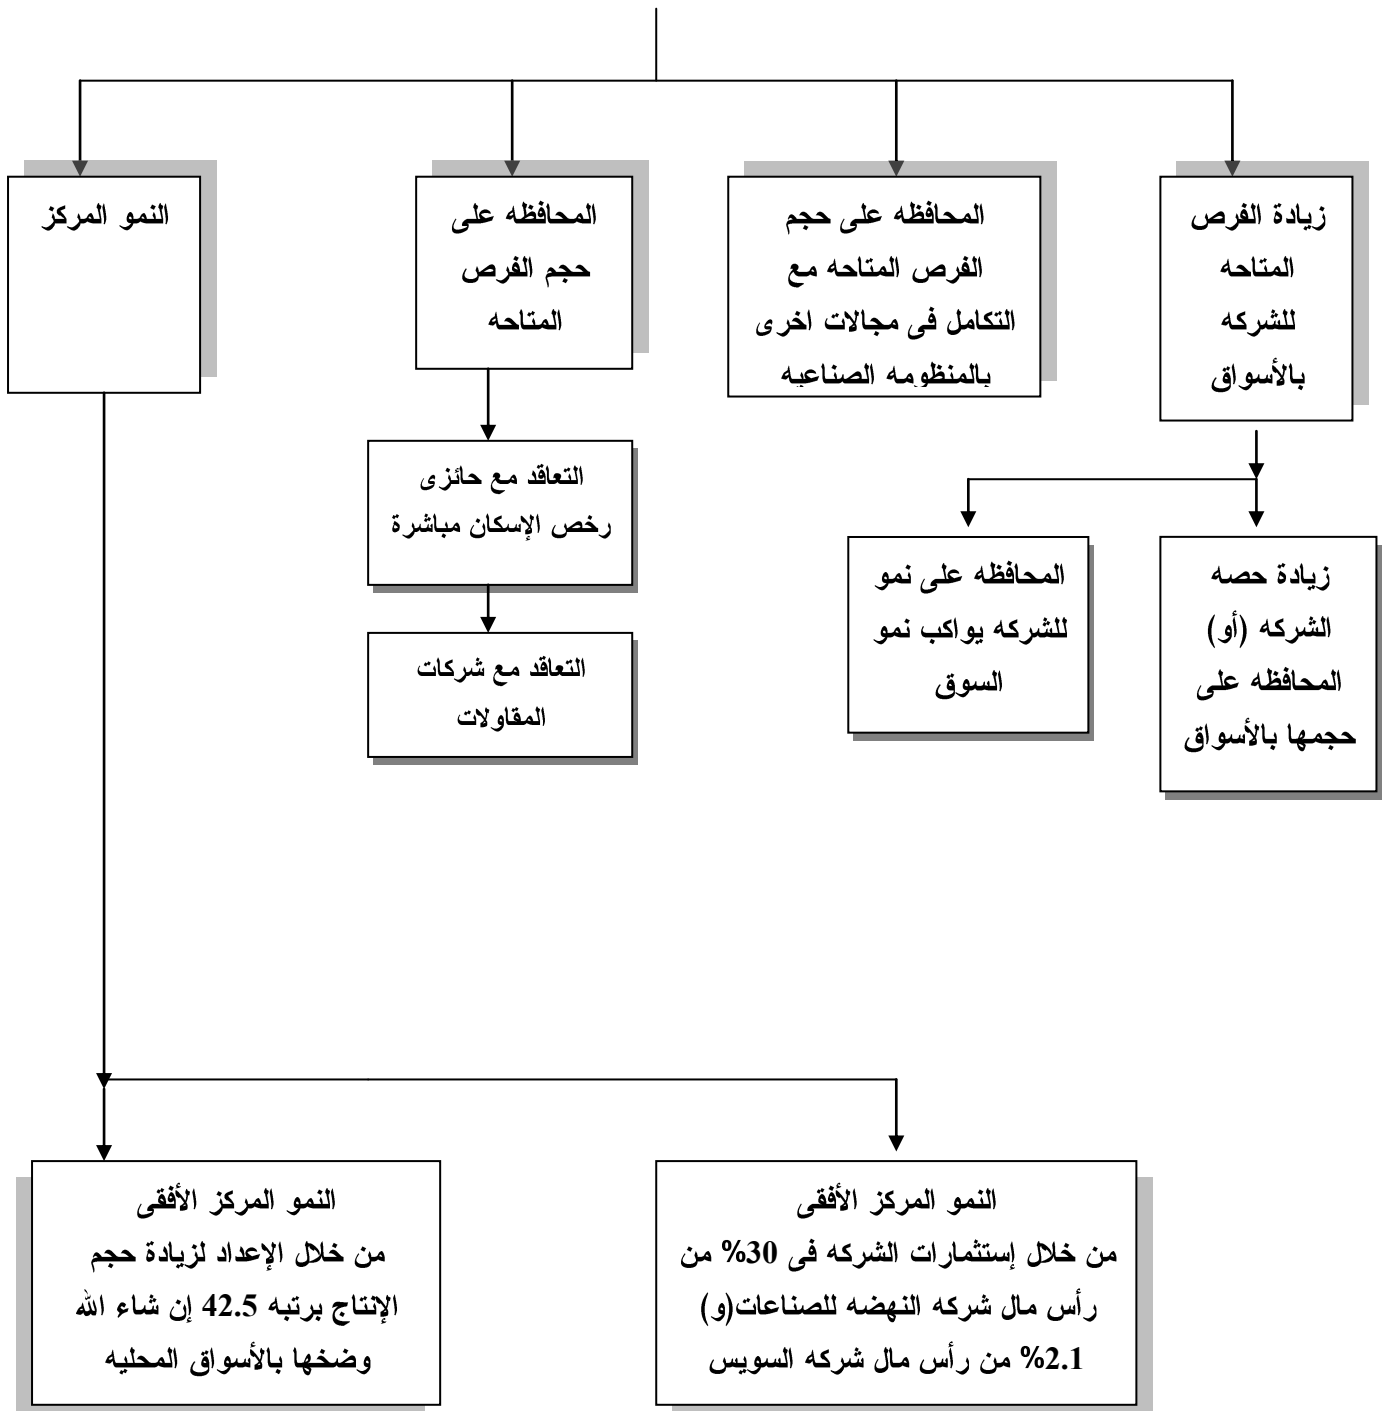 زيادة الفرص
المتاحه
للشركه
بالأسواق
المحافظه على حجم
الفرص المتاحه مع
التكامل فى مجالات اخرى
بالمنظومه الصناعيه
المحافظه على
حجم الفرص
المتاحه
النمو المركز
التعاقد مع حائزى
رخص الإسكان مباشرة
التعاقد مع شركات
المقاولات
زيادة حصه
الشركه (أو)
المحافظه على
حجمها بالأسواق
المحافظه على نمو
للشركه يواكب نمو
السوق
النمو المركز الأفقى
من خلال إستثمارات الشركه فى 30% من
رأس مال شركه النهضه للصناعات(و)
2.1% من رأس مال شركه السويس
النمو المركز الأفقى
من خلال الإعداد لزيادة حجم
الإنتاج برتبه 42.5 إن شاء الله
وضخها بالأسواق المحليه